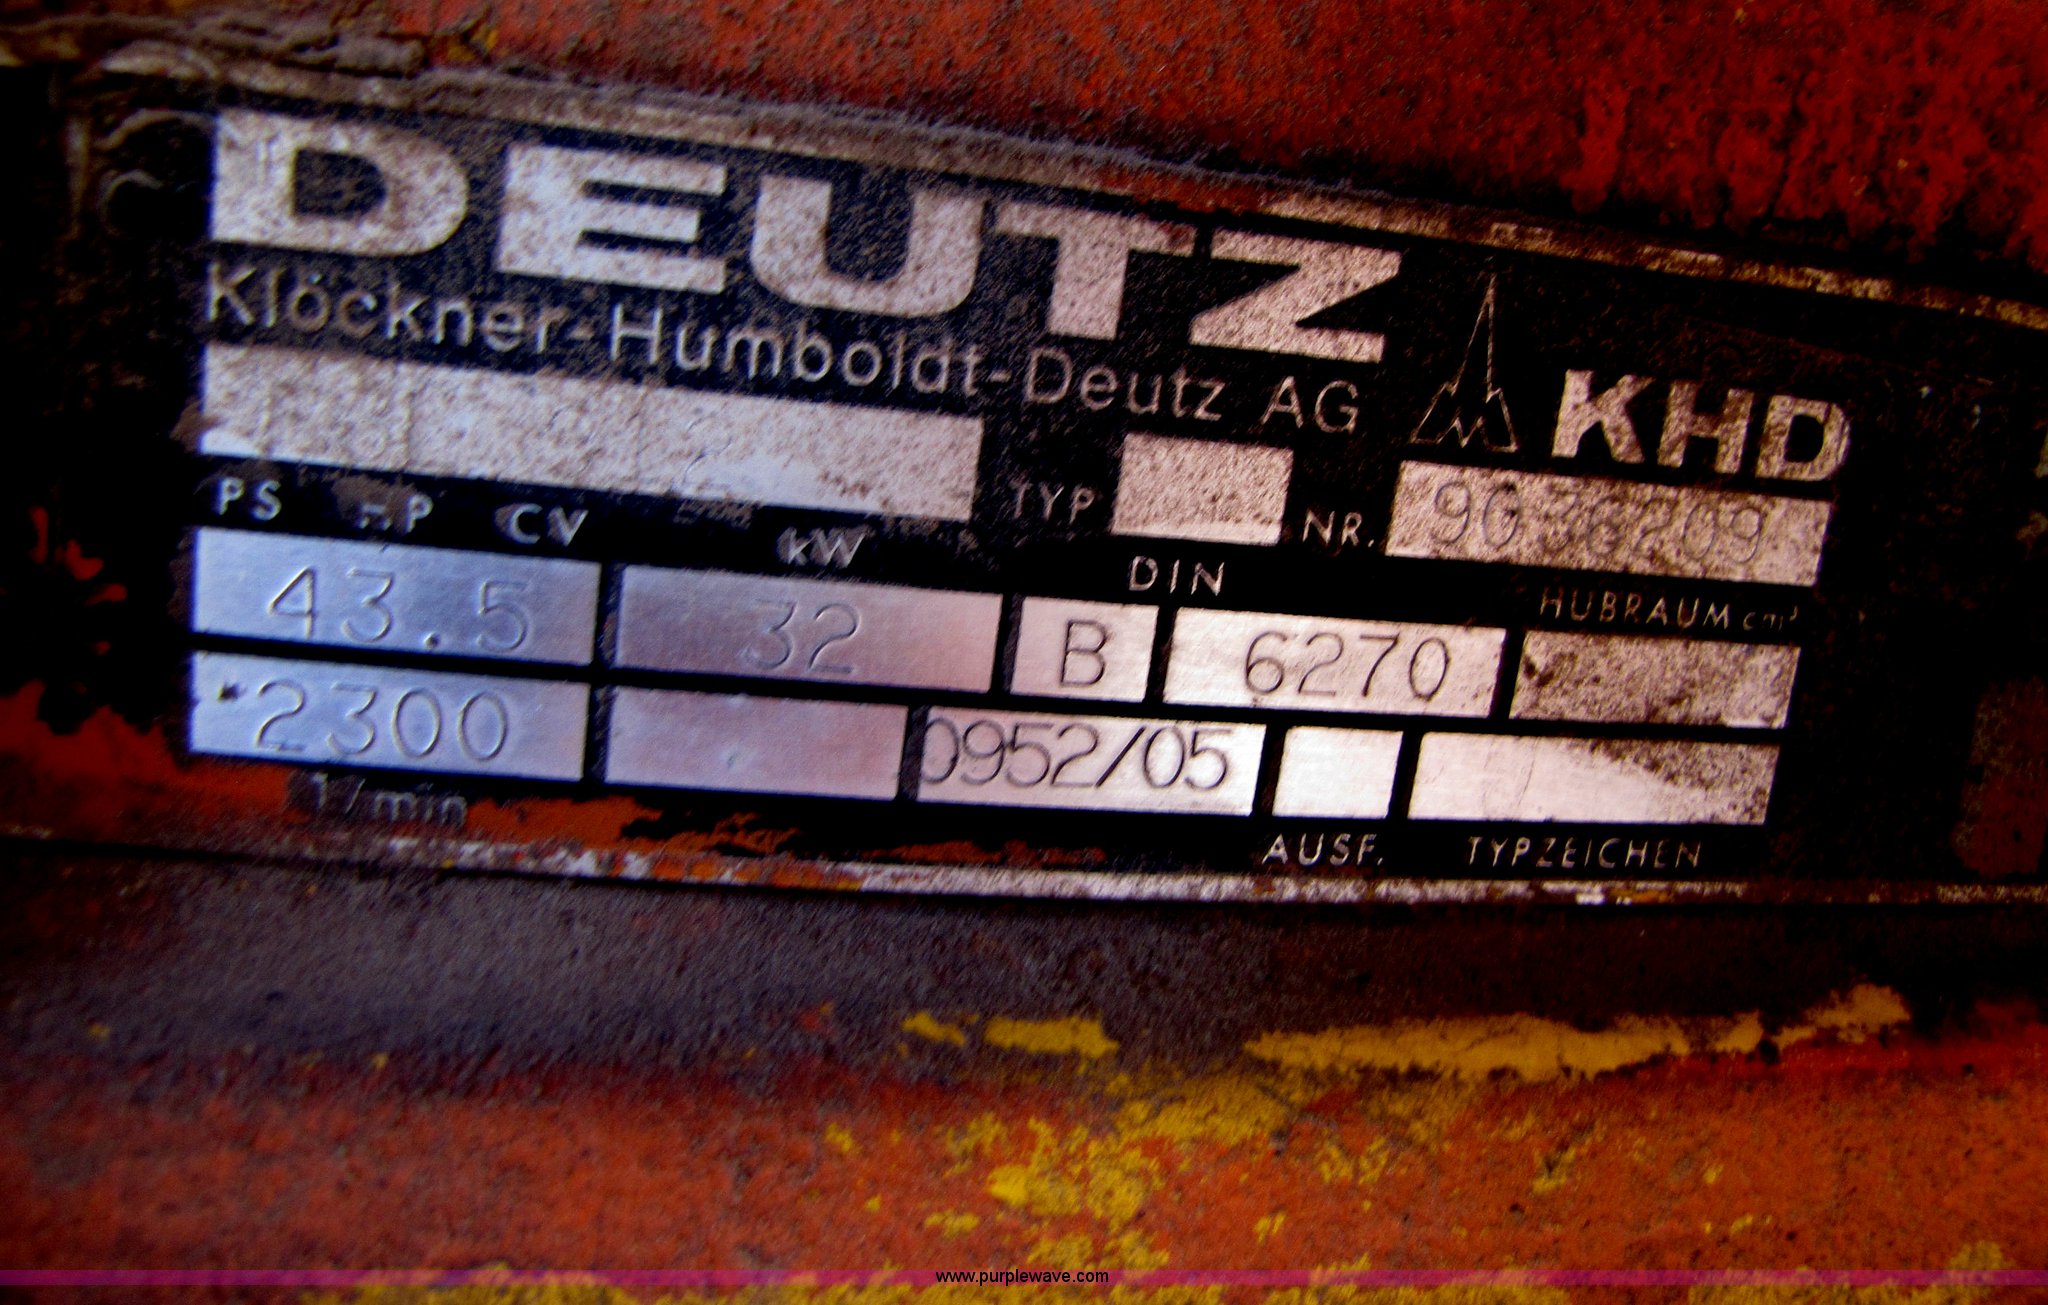 DEUTZ
Klöckner-Humboldt-Deutz AG KHD
TYP NR.
PS HP CV kW DIN HUBRAUM cm³
43.5 32 B 6270
2300 0952/05
1/min AUSF. TYPZEICHEN
www.purplewave.com